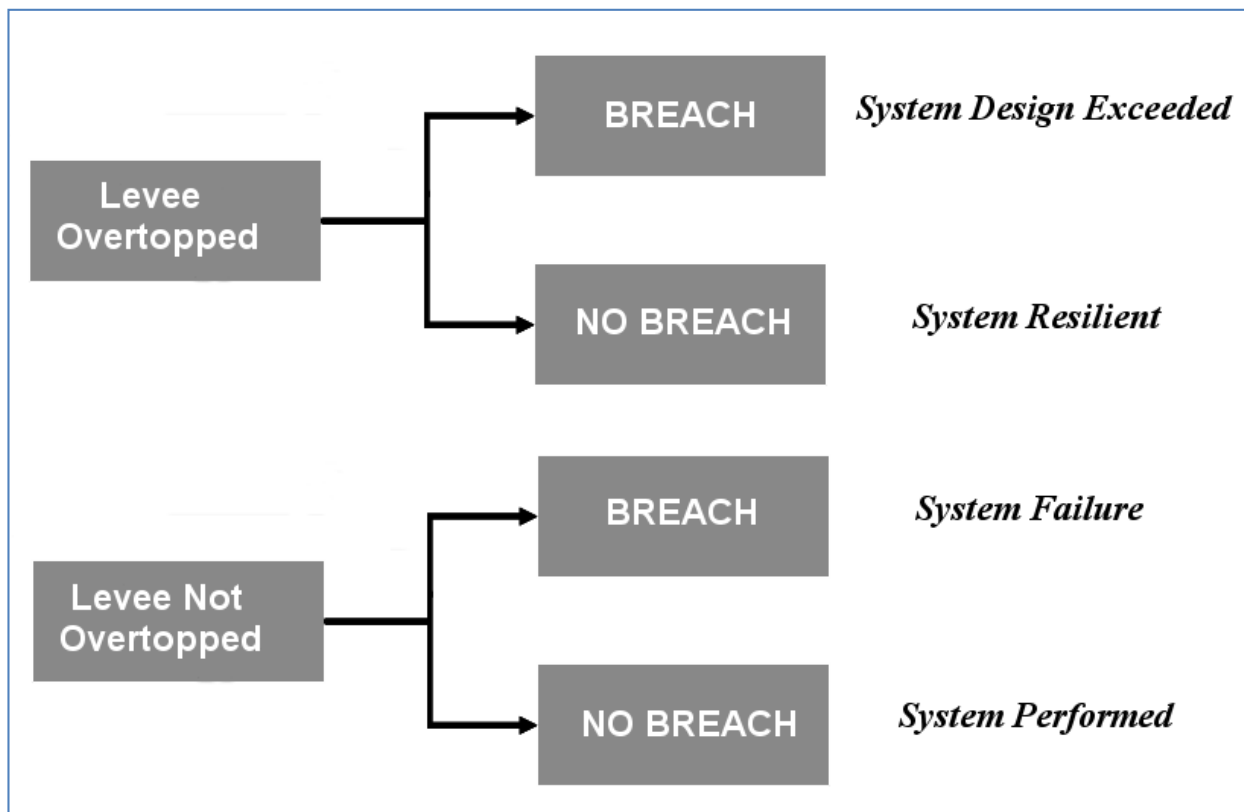 BREACH
System Design Exceeded
Levee
Overtopped
NO BREACH
System Resilient
BREACH
System Failure
Levee Not
Overtopped
NO BREACH
System Performed